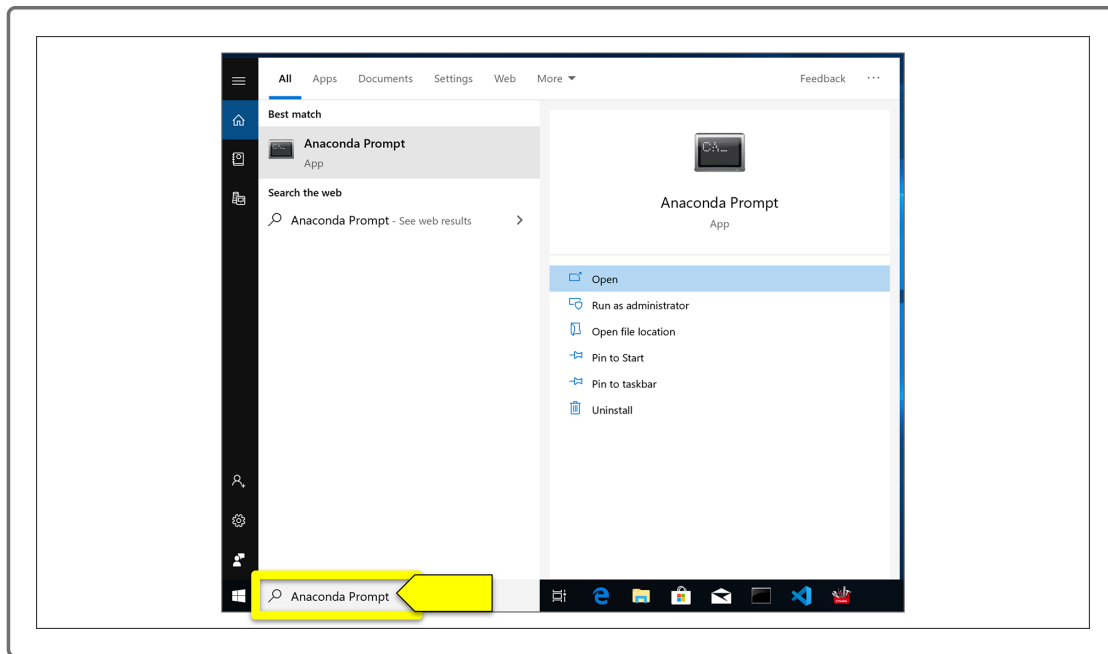 All Apps Documents Settings Web More Feedback ...
Best match
Anaconda Prompt
App
Search the web
Anaconda Prompt - See web results
Anaconda Prompt
App
Open
Run as administrator
Open file location
Pin to Start
Pin to taskbar
Uninstall
Anaconda Prompt